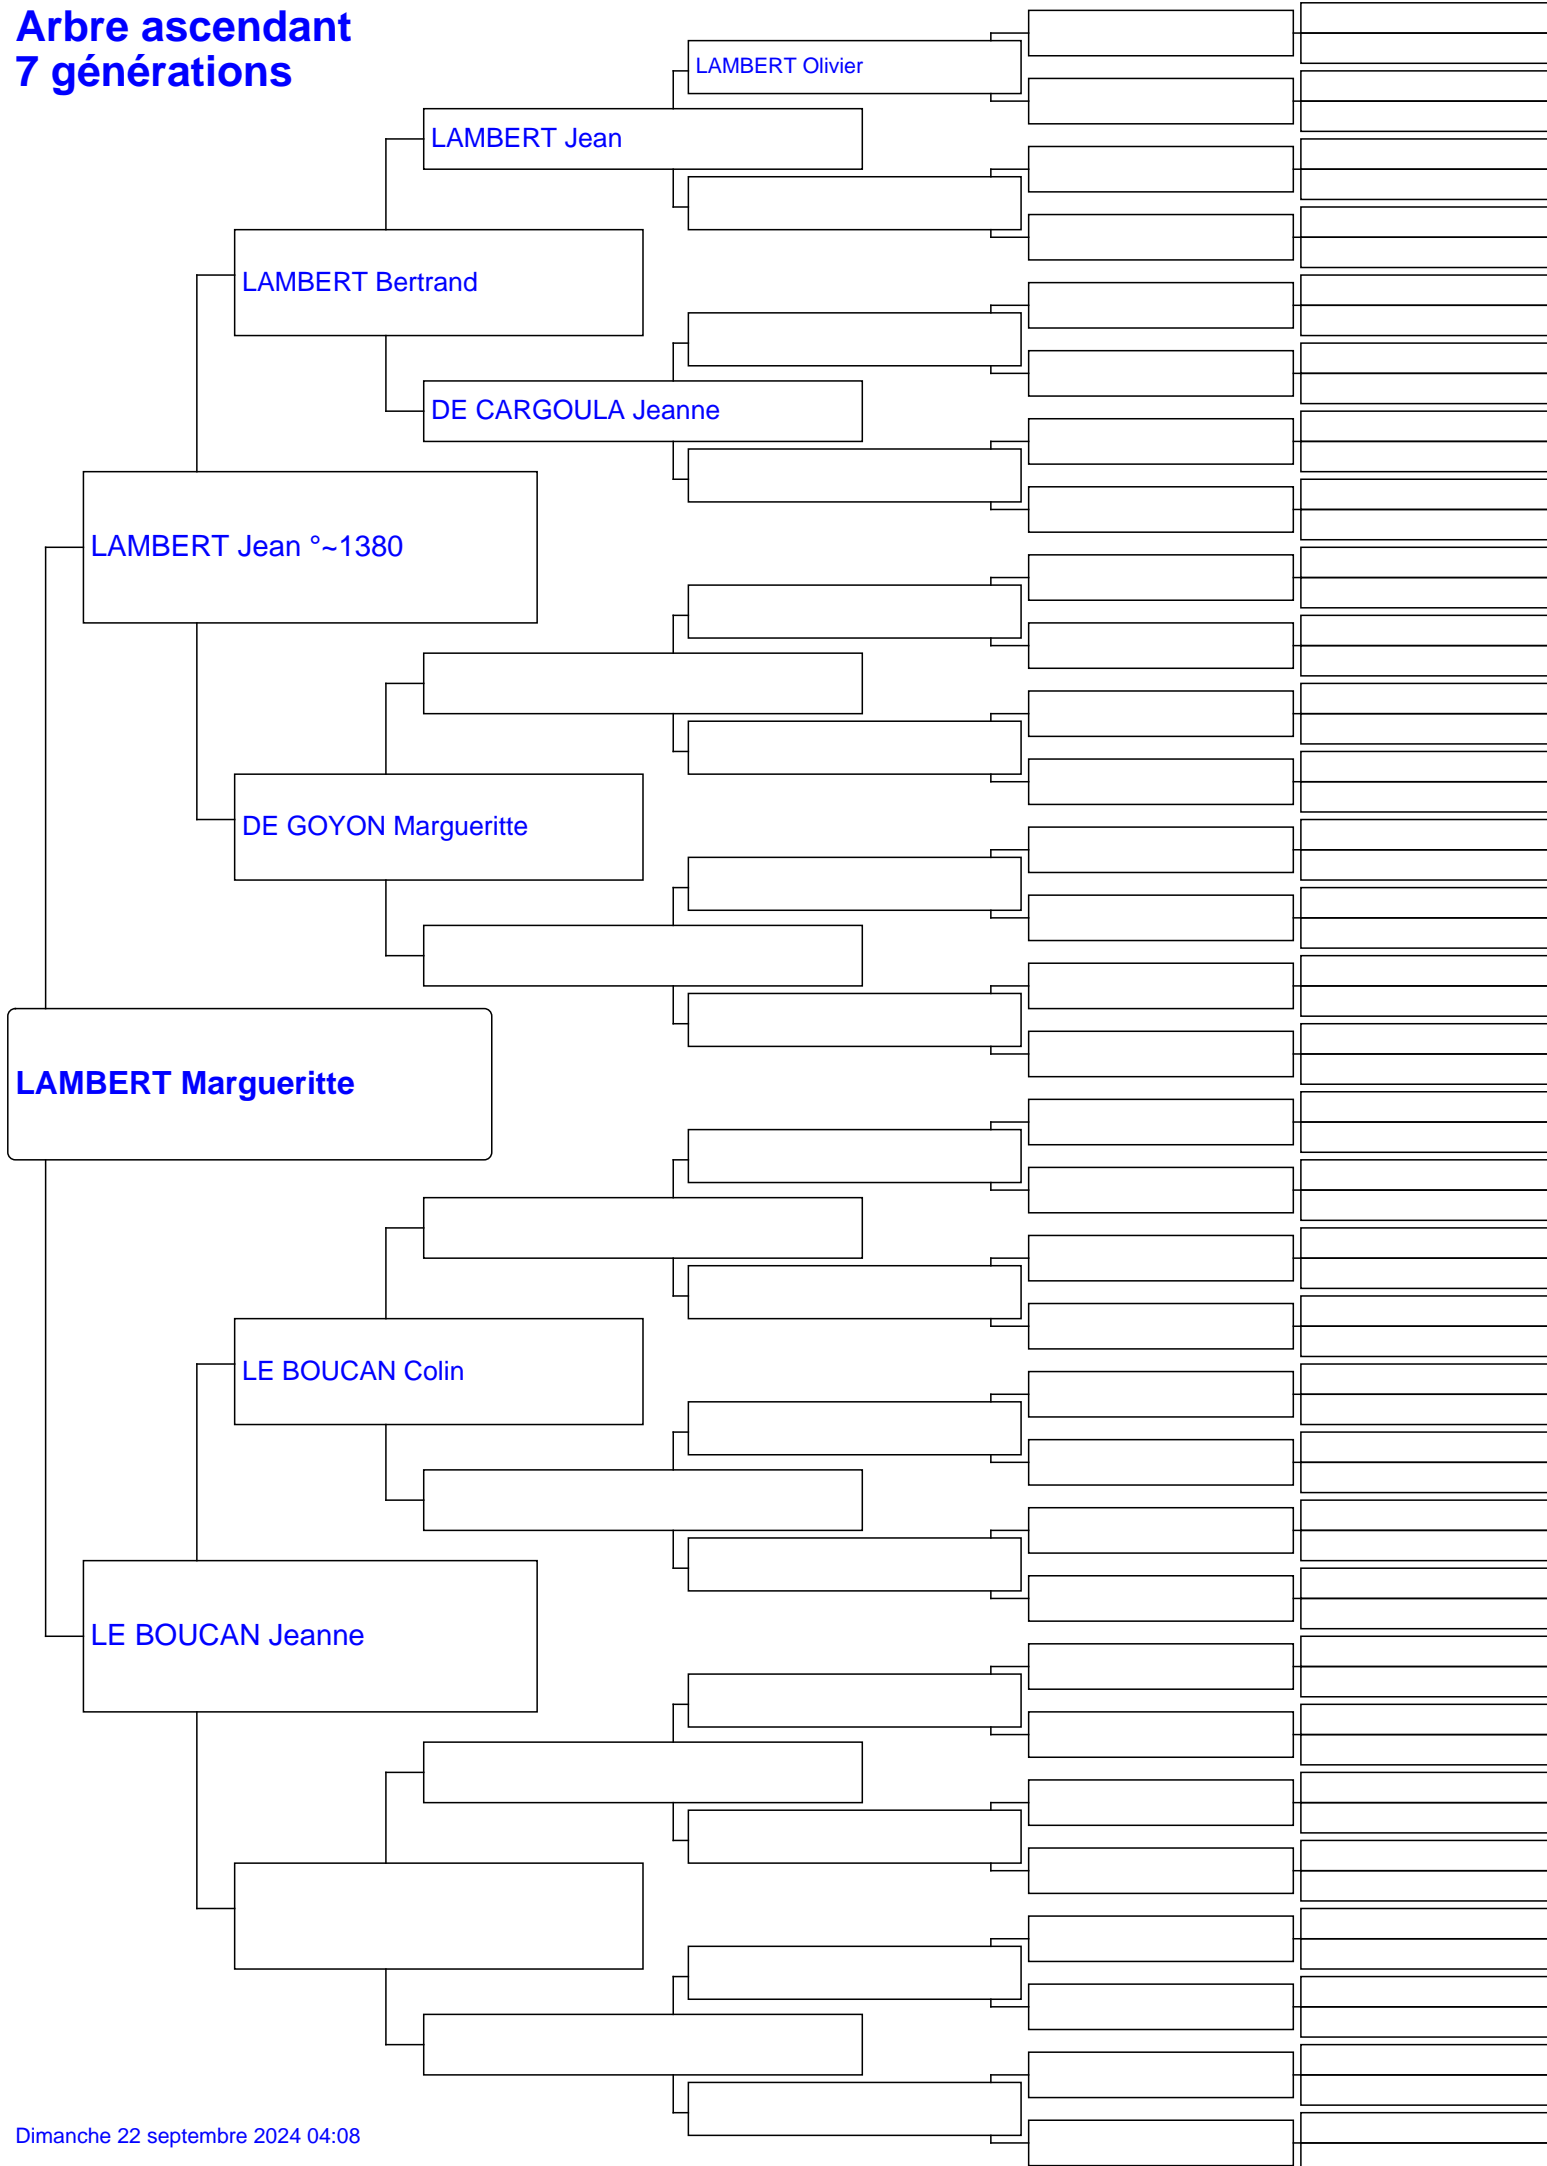 Arbre ascendant
7 générations
LAMBERT Olivier
LAMBERT Jean
LAMBERT Bertrand
DE CARGOULA Jeanne
LAMBERT Jean °~1380
DE GOYON Margueritte
LAMBERT Margueritte
LE BOUCAN Colin
LE BOUCAN Jeanne
Dimanche 22 septembre 2024 04:08